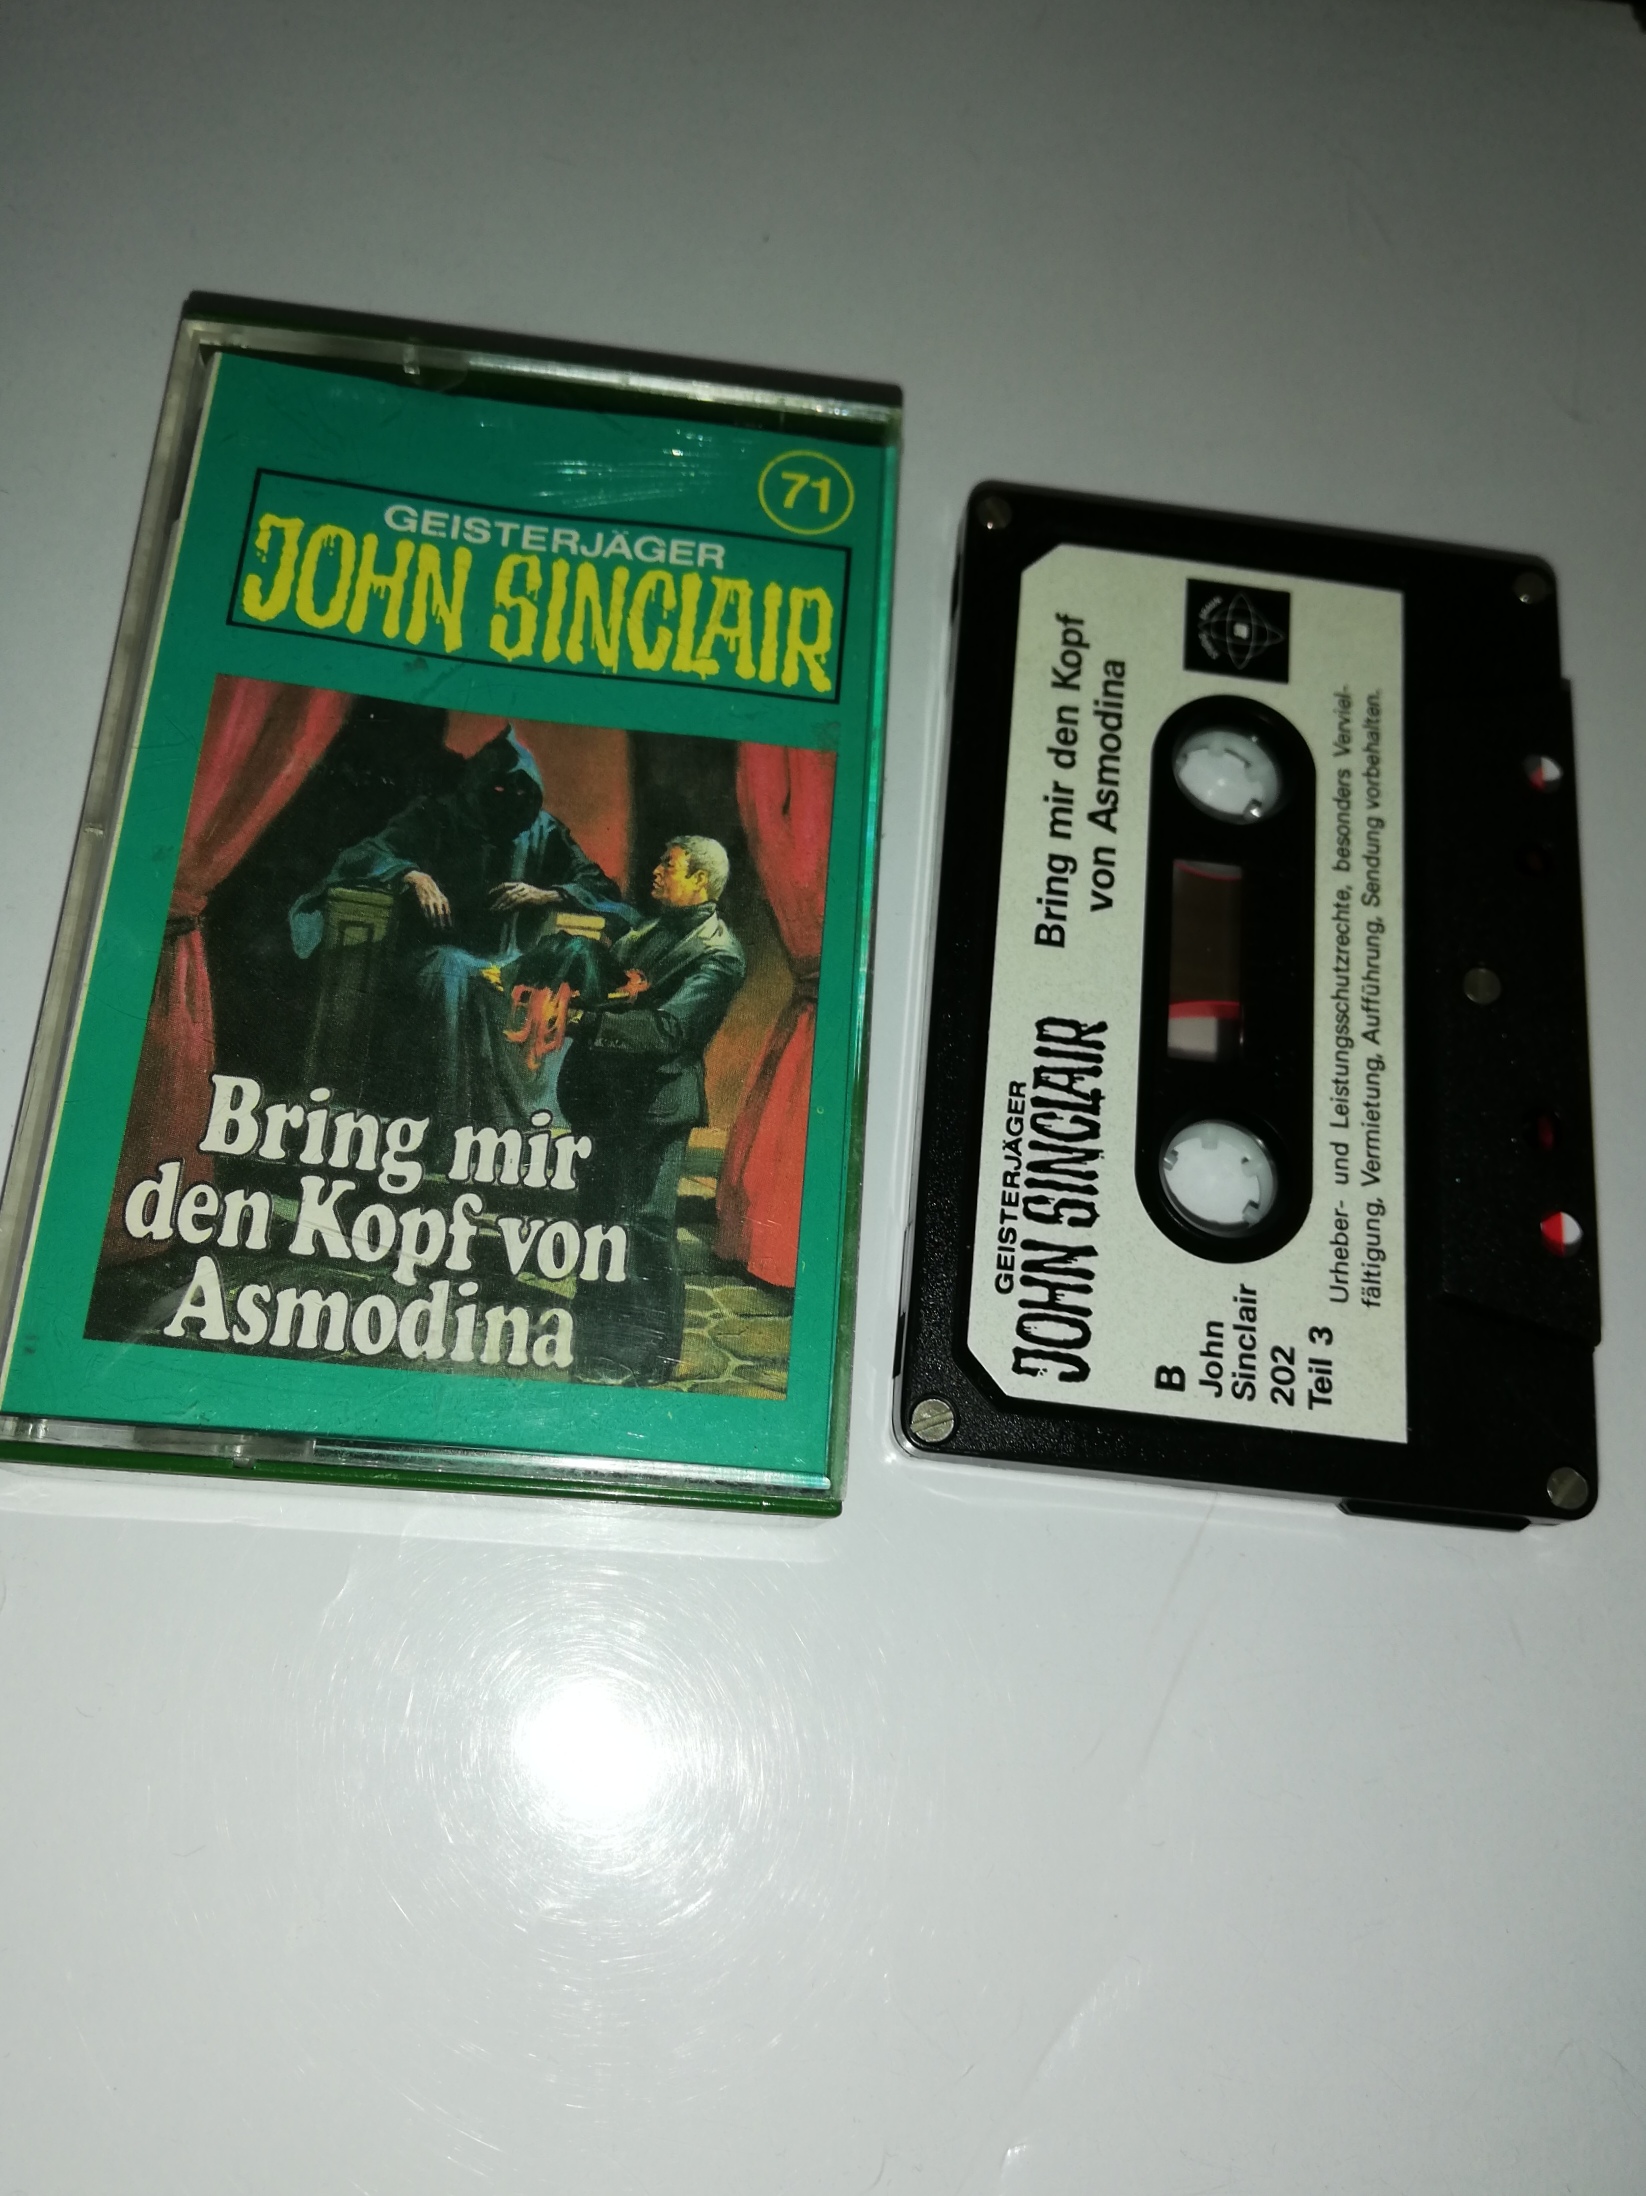 71
GEISTERJÄGER
JOHN SINCLAIR
Bring mir
den Kopf von
Asmodina
GEISTERJÄGER
JOHN SINCLAIR
Bring mir den Kopf
von Asmodina
B
John
Sinclair
202
Teil 3
Urheber- und Leistungsschutzrechte, besonders Verviel-
fältigung, Vermietung, Aufführung, Sendung vorbehalten.